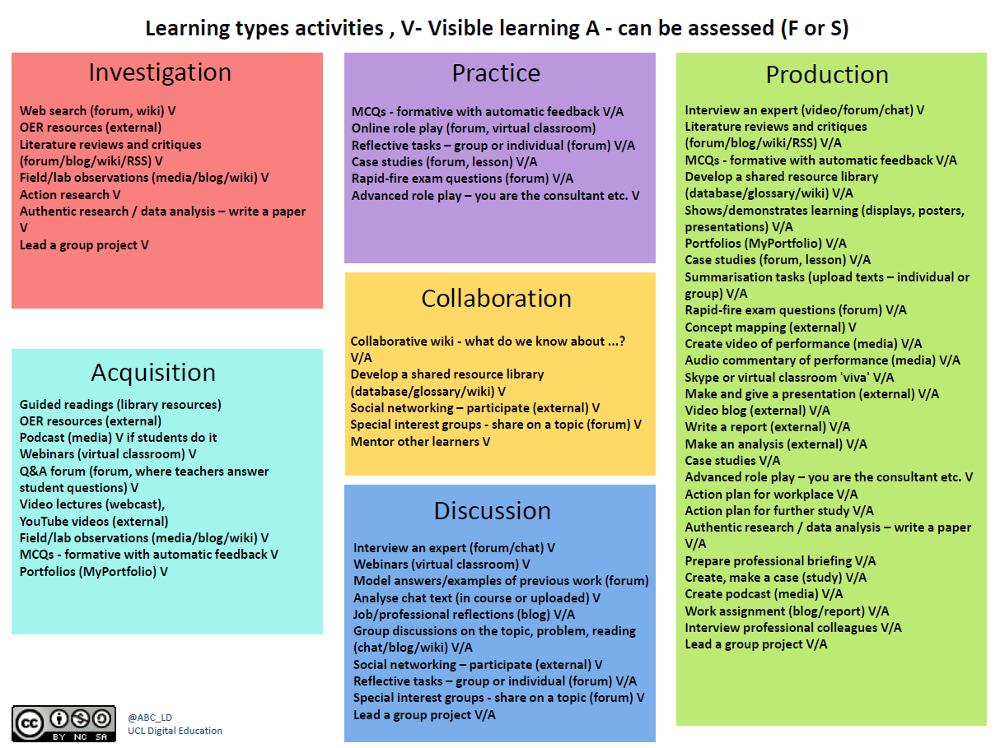 Learning types activities , V- Visible learning A - can be assessed (F or S)
Investigation
Web search (forum, wiki) V
OER resources (external)
Literature reviews and critiques
(forum/blog/wiki/RSS) V
Field/lab observations (media/blog/wiki) V
Action research V
Authentic research / data analysis – write a paper
V
Lead a group project V
Acquisition
Guided readings (library resources)
OER resources (external)
Podcast (media) V if students do it
Webinars (virtual classroom) V
Q&A forum (forum, where teachers answer
student questions) V
Video lectures (webcast),
YouTube videos (external)
Field/lab observations (media/blog/wiki) V
MCQs - formative with automatic feedback V
Portfolios (MyPortfolio) V
Practice
MCQs - formative with automatic feedback V/A
Online role play (forum, virtual classroom)
Reflective tasks – group or individual (forum) V/A
Case studies (forum, lesson) V/A
Rapid-fire exam questions (forum) V/A
Advanced role play – you are the consultant etc. V
Collaboration
Collaborative wiki - what do we know about ...?
V/A
Develop a shared resource library
(database/glossary/wiki) V
Social networking – participate (external) V
Special interest groups - share on a topic (forum) V
Mentor other learners V
Discussion
Interview an expert (forum/chat) V
Webinars (virtual classroom) V
Model answers/examples of previous work (forum)
Analyse chat text (in course or uploaded) V
Job/professional reflections (blog) V/A
Group discussions on the topic, problem, reading
(chat/blog/wiki) V/A
Social networking – participate (external) V
Reflective tasks – group or individual (forum) V/A
Special interest groups - share on a topic (forum) V
Lead a group project V/A
Production
Interview an expert (video/forum/chat) V
Literature reviews and critiques
(forum/blog/wiki/RSS) V/A
MCQs - formative with automatic feedback V/A
Develop a shared resource library
(database/glossary/wiki) V/A
Shows/demonstrates learning (displays, posters,
presentations) V/A
Portfolios (MyPortfolio) V/A
Case studies (forum, lesson) V/A
Summarisation tasks (upload texts – individual or
group) V/A
Rapid-fire exam questions (forum) V/A
Concept mapping (external) V
Create video of performance (media) V/A
Audio commentary of performance (media) V/A
Skype or virtual classroom 'viva' V/A
Make and give a presentation (external) V/A
Video blog (external) V/A
Write a report (external) V/A
Make an analysis (external) V/A
Case studies V/A
Advanced role play – you are the consultant etc. V
Action plan for workplace V/A
Action plan for further study V/A
Authentic research / data analysis – write a paper
V/A
Prepare professional briefing V/A
Create, make a case (study) V/A
Create podcast (media) V/A
Work assignment (blog/report) V/A
Interview professional colleagues V/A
Lead a group project V/A
cc
BY NC SA
@ABC_LD
UCL Digital Education